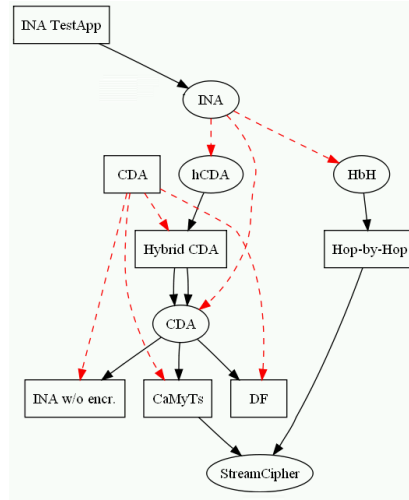 INA TestApp
INA
CDA
hCDA
HbH
Hybrid CDA
Hop-by-Hop
CDA
INA w/o encr.
CaMyTs
DF
StreamCipher